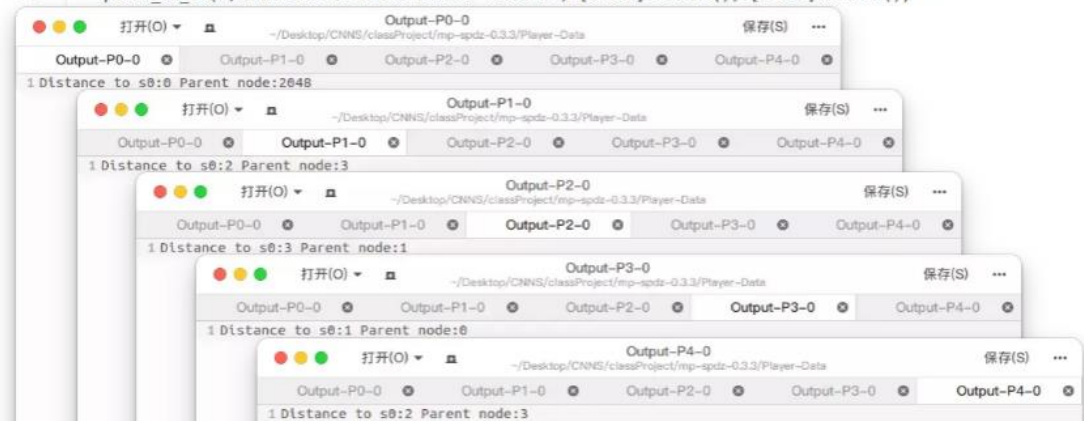 打开(O) Output-P0-0 保存(S)
~/Desktop/CNNS/classProject/mp-spdz-0.3.3/Player-Data
Output-P0-0 Output-P1-0 Output-P2-0 Output-P3-0 Output-P4-0
1 Distance to s0:0 Parent node:2048
打开(O) Output-P1-0 保存(S)
~/Desktop/CNNS/classProject/mp-spdz-0.3.3/Player-Data
Output-P0-0 Output-P1-0 Output-P2-0 Output-P3-0 Output-P4-0
1 Distance to s0:2 Parent node:3
打开(O) Output-P2-0 保存(S)
~/Desktop/CNNS/classProject/mp-spdz-0.3.3/Player-Data
Output-P0-0 Output-P1-0 Output-P2-0 Output-P3-0 Output-P4-0
1 Distance to s0:3 Parent node:1
打开(O) Output-P3-0 保存(S)
~/Desktop/CNNS/classProject/mp-spdz-0.3.3/Player-Data
Output-P0-0 Output-P1-0 Output-P2-0 Output-P3-0 Output-P4-0
1 Distance to s0:1 Parent node:0
打开(O) Output-P4-0 保存(S)
~/Desktop/CNNS/classProject/mp-spdz-0.3.3/Player-Data
Output-P0-0 Output-P1-0 Output-P2-0 Output-P3-0 Output-P4-0
1 Distance to s0:2 Parent node:3